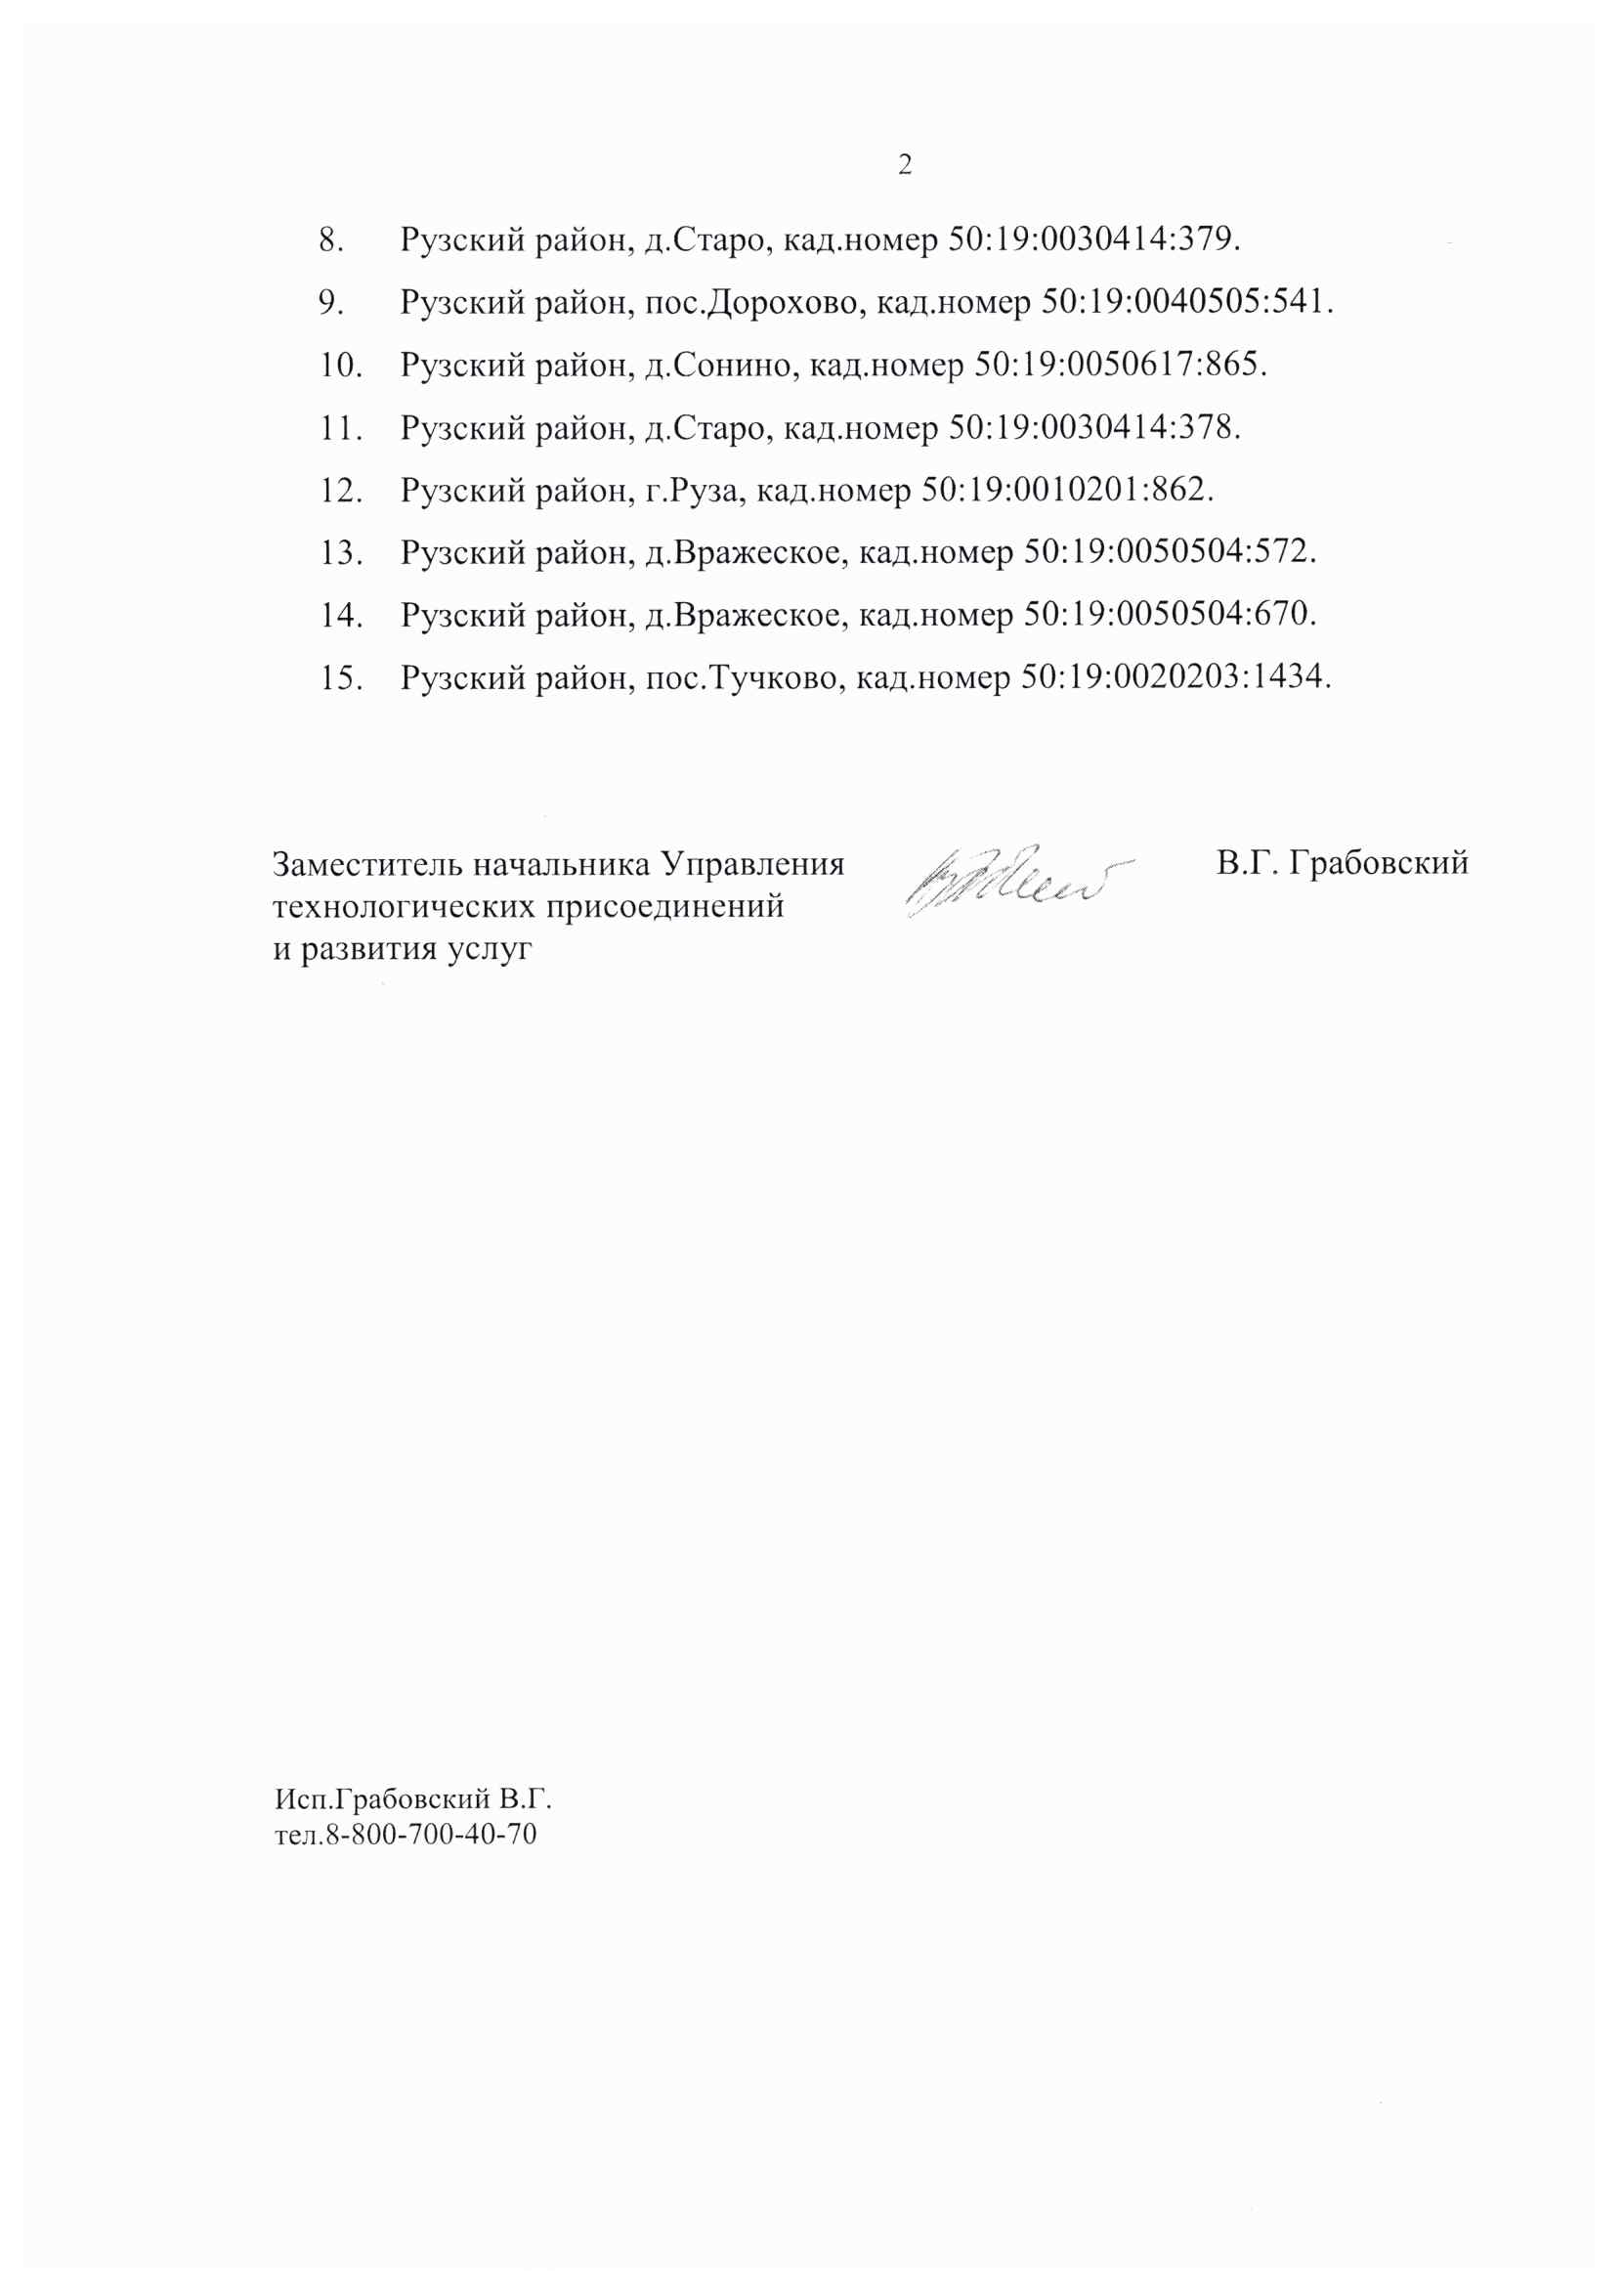 2
8. Рузский район, д.Старо, кад.номер 50:19:0030414:379.
9. Рузский район, пос.Дорохово, кад.номер 50:19:0040505:541.
10. Рузский район, д.Сонино, кад.номер 50:19:0050617:865.
11. Рузский район, д.Старо, кад.номер 50:19:0030414:378.
12. Рузский район, г.Руза, кад.номер 50:19:0010201:862.
13. Рузский район, д.Вражеское, кад.номер 50:19:0050504:572.
14. Рузский район, д.Вражеское, кад.номер 50:19:0050504:670.
15. Рузский район, пос.Тучково, кад.номер 50:19:0020203:1434.
Заместитель начальника Управления В.Г. Грабовский
технологических присоединений
и развития услуг
Исп.Грабовский В.Г.
тел.8-800-700-40-70